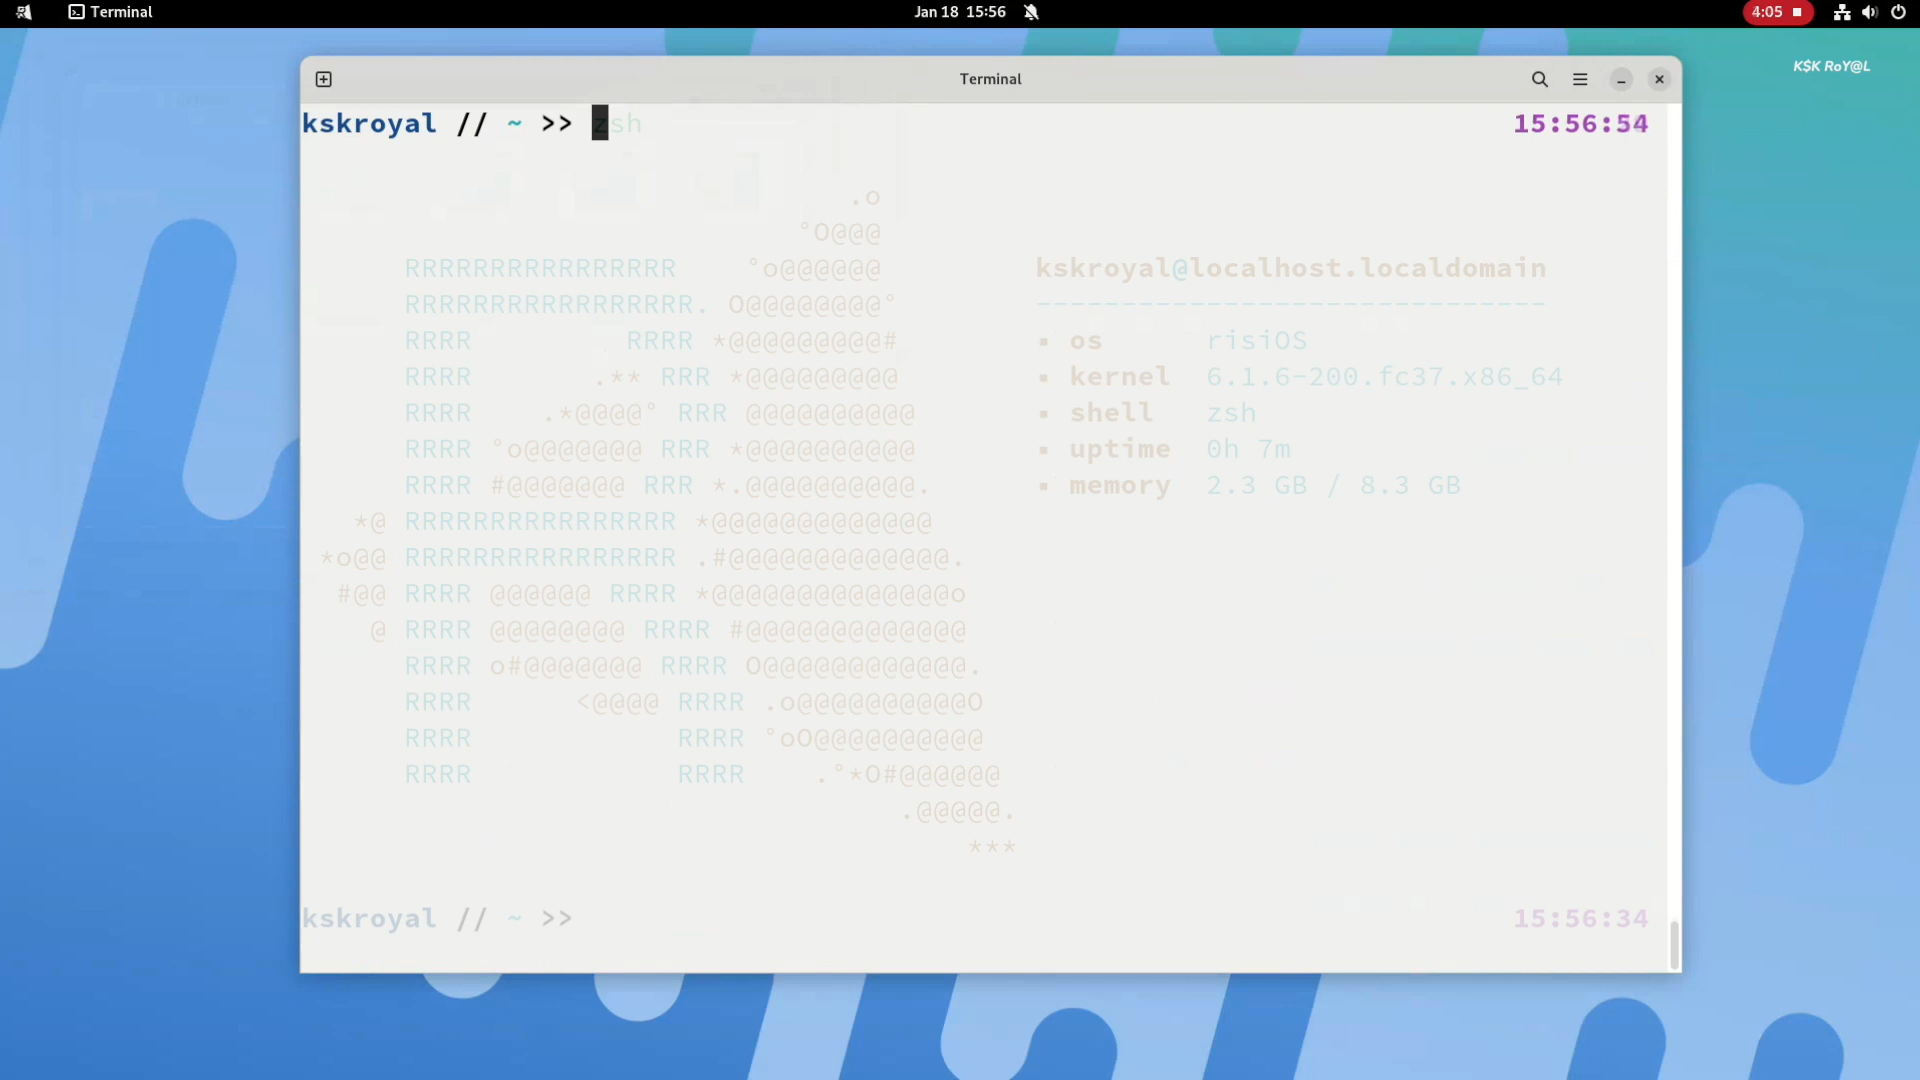 Terminal
Jan 18 15:56
4:05
K$K RoY@L
Terminal
kskroyal // ~ >> zsh 15:56:54
.o
°O@@@
RRRRRRRRRRRRRRRR °o@@@@@@ kskroyal@localhost.localdomain
RRRRRRRRRRRRRRRRR. O@@@@@@@@° ------------------------------
RRRR RRRR *@@@@@@@@@# ▪ os risiOS
RRRR .** RRR *@@@@@@@@@ ▪ kernel 6.1.6-200.fc37.x86_64
RRRR .*@@@@° RRR @@@@@@@@@@ ▪ shell zsh
RRRR °o@@@@@@@ RRR *@@@@@@@@@@ ▪ uptime 0h 7m
RRRR #@@@@@@@ RRR *.@@@@@@@@@@. ▪ memory 2.3 GB / 8.3 GB
*@ RRRRRRRRRRRRRRRR *@@@@@@@@@@@@@
*o@@ RRRRRRRRRRRRRRRR .#@@@@@@@@@@@@@.
#@@ RRRR @@@@@@ RRRR *@@@@@@@@@@@@@@o
@ RRRR @@@@@@@@ RRRR #@@@@@@@@@@@@@
RRRR o#@@@@@@@ RRRR O@@@@@@@@@@@@.
RRRR <@@@@ RRRR .o@@@@@@@@@@O
RRRR RRRR °oO@@@@@@@@@@
RRRR RRRR .°*O#@@@@@@
.@@@@@.
***
kskroyal // ~ >> 15:56:34